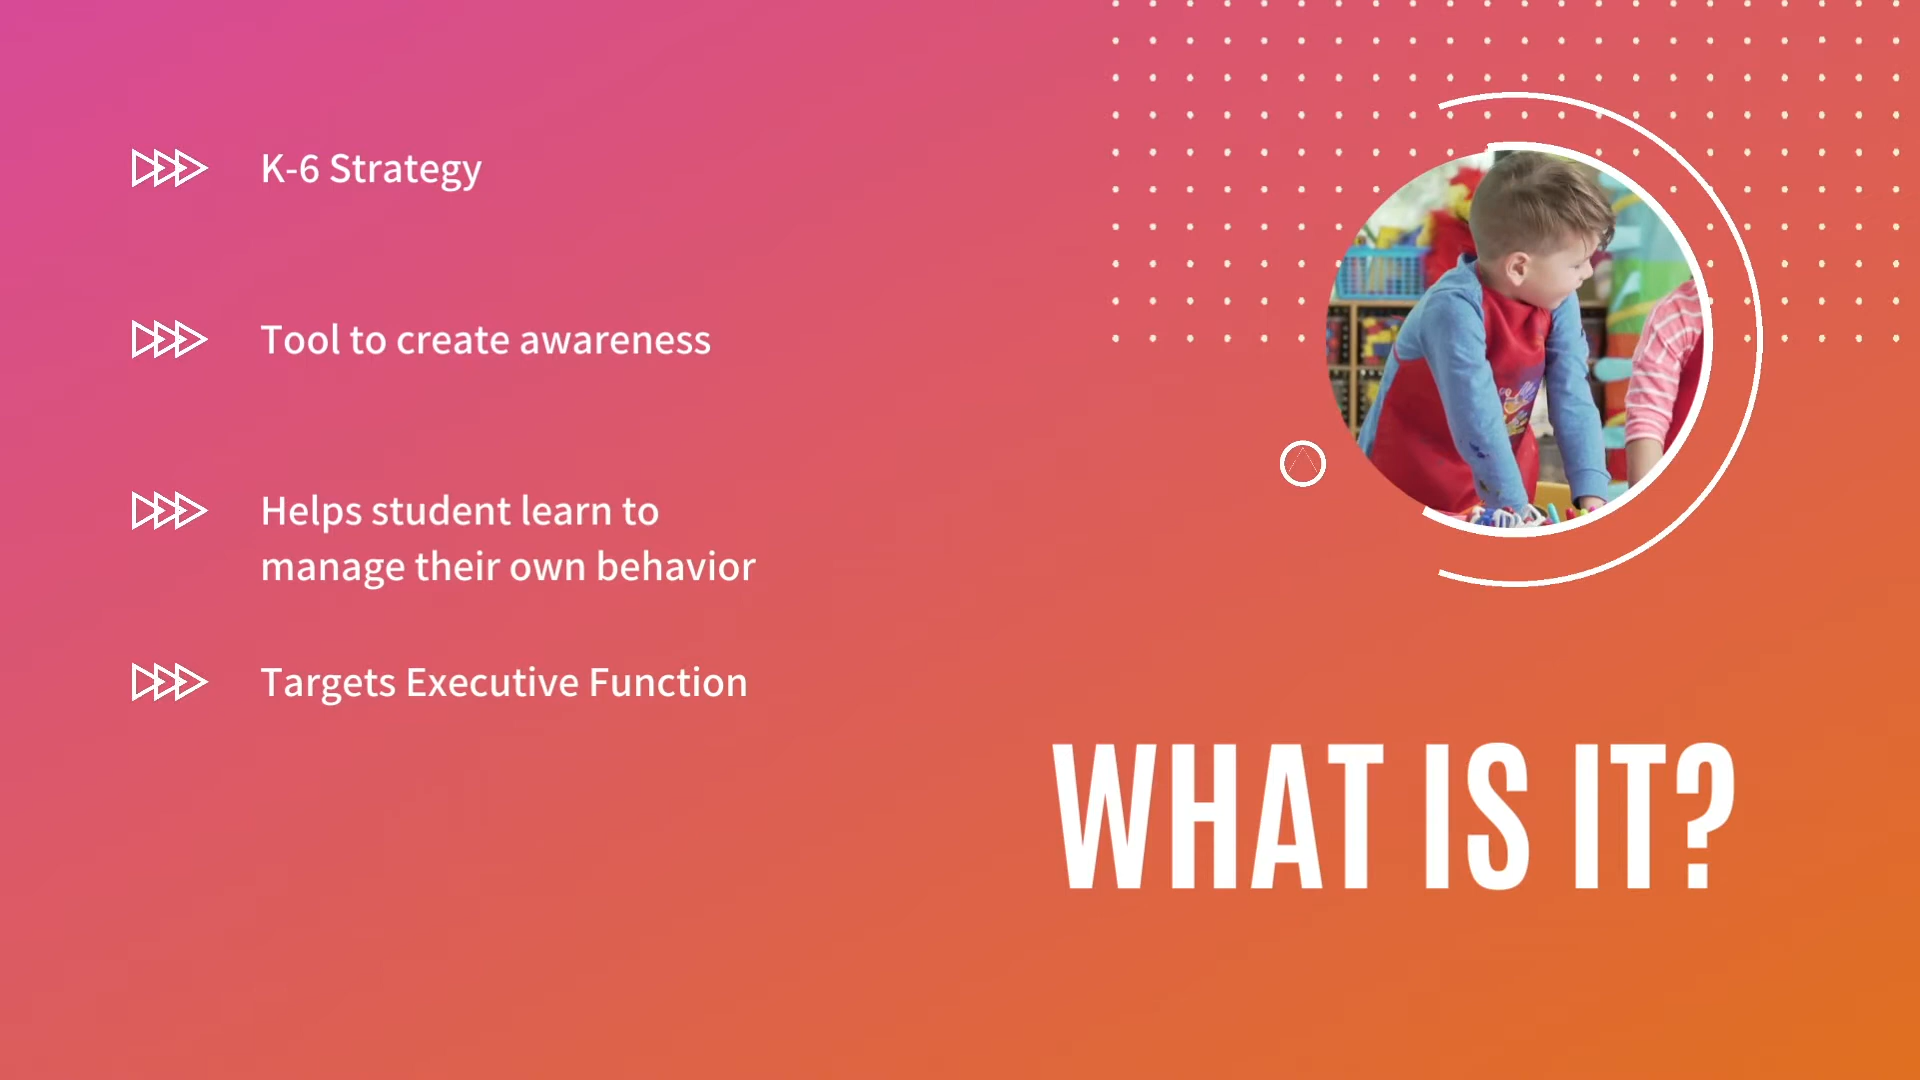 K-6 Strategy
Tool to create awareness
Helps student learn to
manage their own behavior
Targets Executive Function
WHAT IS IT?